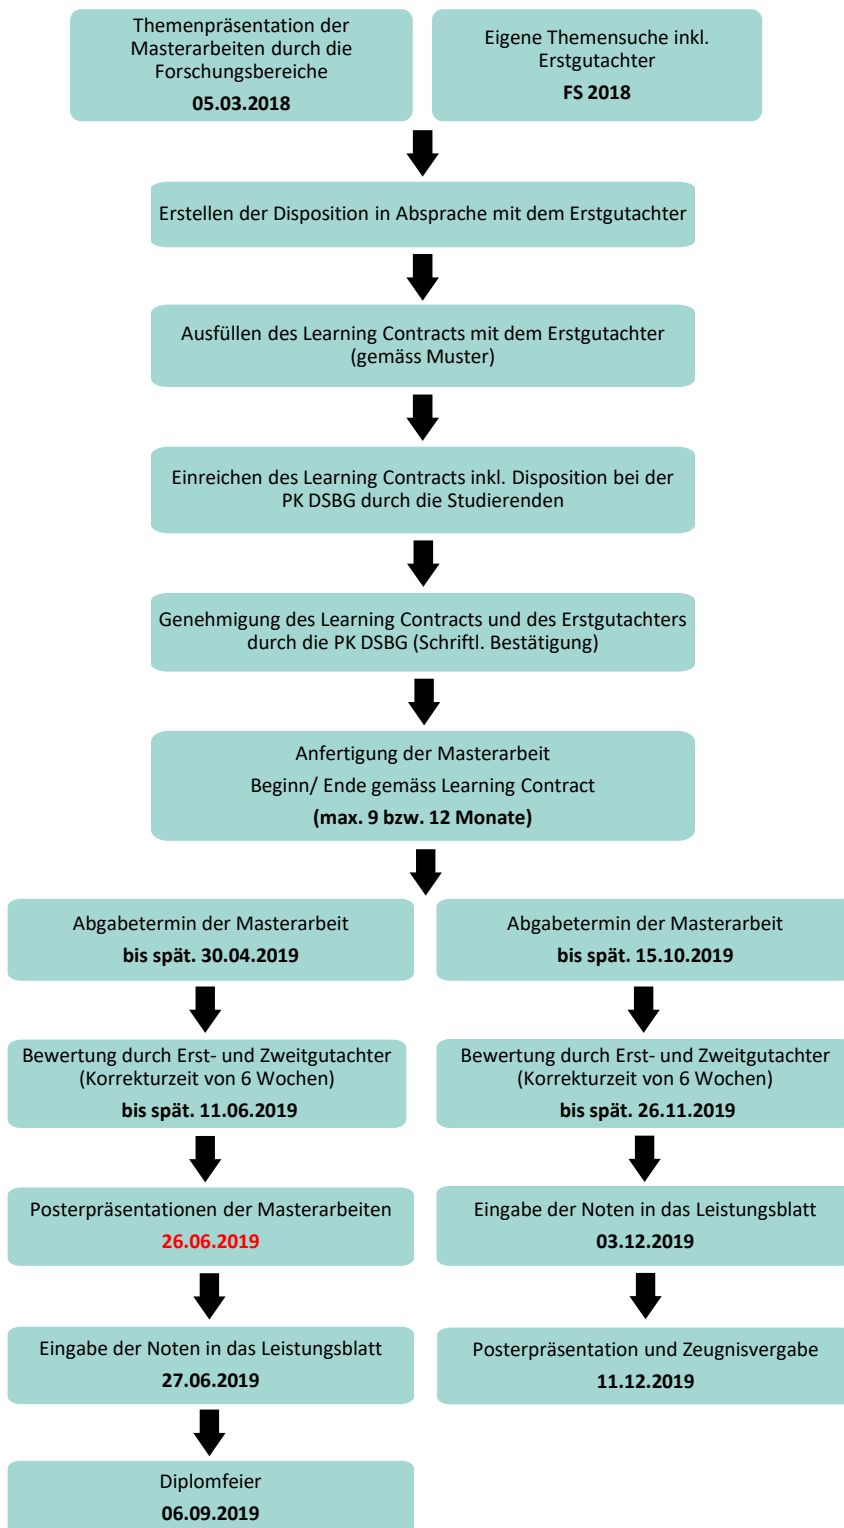 Themenpräsentation der
Masterarbeiten durch die
Forschungsbereiche
05.03.2018
Eigene Themensuche inkl.
Erstgutachter
FS 2018
Erstellen der Disposition in Absprache mit dem Erstgutachter
Ausfüllen des Learning Contracts mit dem Erstgutachter
(gemäss Muster)
Einreichen des Learning Contracts inkl. Disposition bei der
PK DSBG durch die Studierenden
Genehmigung des Learning Contracts und des Erstgutachters
durch die PK DSBG (Schriftl. Bestätigung)
Anfertigung der Masterarbeit
Beginn/ Ende gemäss Learning Contract
(max. 9 bzw. 12 Monate)
Abgabetermin der Masterarbeit
bis spät. 30.04.2019
Bewertung durch Erst- und Zweitgutachter
(Korrekturzeit von 6 Wochen)
bis spät. 11.06.2019
Posterpräsentationen der Masterarbeiten
26.06.2019
Eingabe der Noten in das Leistungsblatt
27.06.2019
Diplomfeier
06.09.2019
Abgabetermin der Masterarbeit
bis spät. 15.10.2019
Bewertung durch Erst- und Zweitgutachter
(Korrekturzeit von 6 Wochen)
bis spät. 26.11.2019
Eingabe der Noten in das Leistungsblatt
03.12.2019
Posterpräsentation und Zeugnisvergabe
11.12.2019